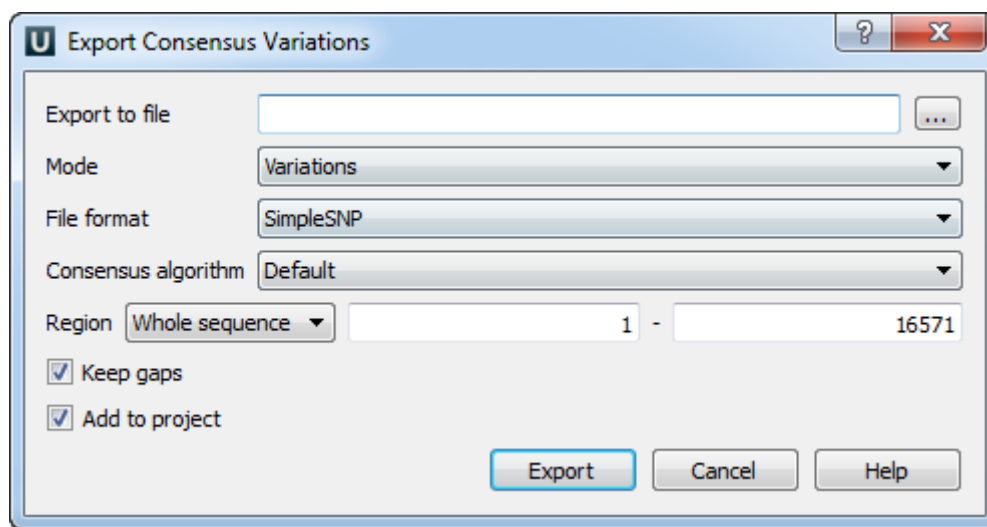 U Export Consensus Variations ? X
Export to file ...
Mode Variations
File format SimpleSNP
Consensus algorithm Default
Region Whole sequence 1 - 16571
Keep gaps
Add to project
Export Cancel Help